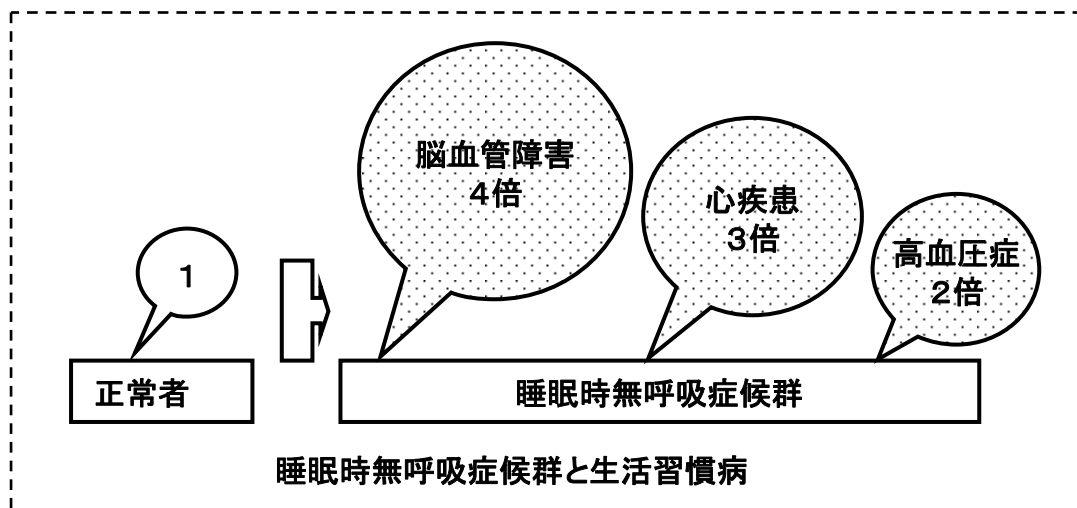 脳血管障害
4倍
心疾患
3倍
高血圧症
2倍
1
正常者
睡眠時無呼吸症候群
睡眠時無呼吸症候群と生活習慣病